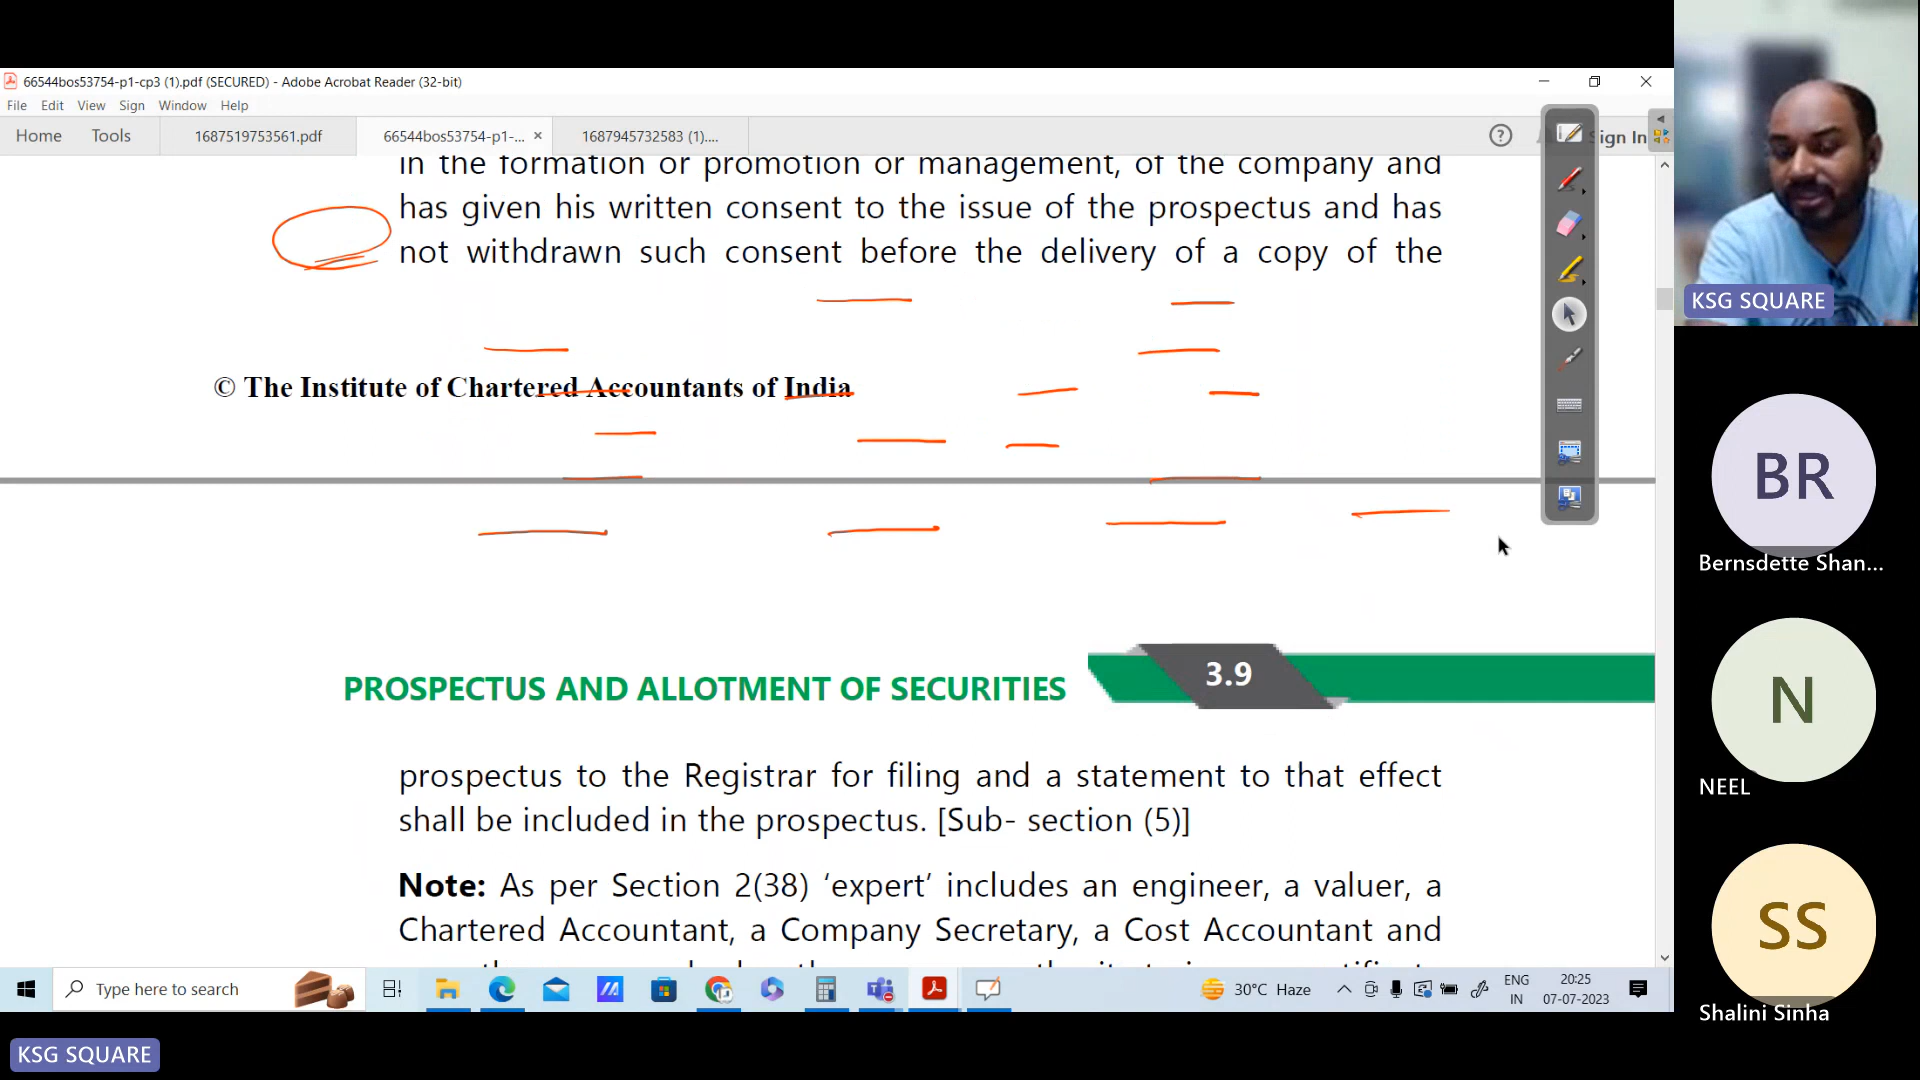 66544bos53754-p1-cp3 (1).pdf (SECURED) - Adobe Acrobat Reader (32-bit)
File Edit View Sign Window Help
Home Tools 1687519753561.pdf 66544bos53754-p1-... × 1687945732583 (1).... ? Sign In
in the formation or promotion or management, of the company and
has given his written consent to the issue of the prospectus and has
not withdrawn such consent before the delivery of a copy of the
© The Institute of Chartered Accountants of India
3.9
PROSPECTUS AND ALLOTMENT OF SECURITIES
prospectus to the Registrar for filing and a statement to that effect
shall be included in the prospectus. [Sub- section (5)]
Note: As per Section 2(38) ‘expert’ includes an engineer, a valuer, a
Chartered Accountant, a Company Secretary, a Cost Accountant and
Type here to search
30°C Haze
ENG
IN
20:25
07-07-2023
KSG SQUARE
BR
Bernsdette Shan...
N
NEEL
SS
Shalini Sinha
KSG SQUARE